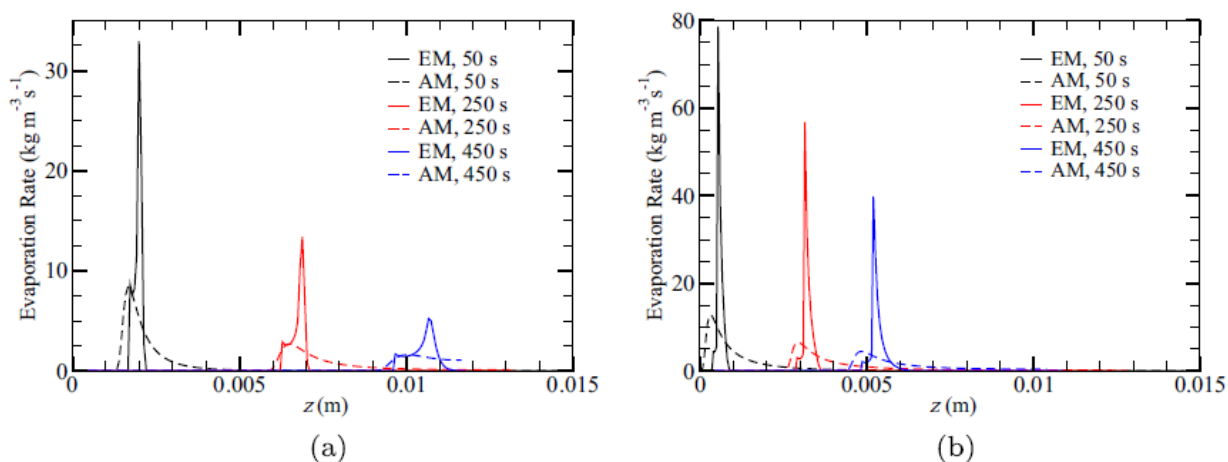 Evaporation Rate (kg m⁻³ s⁻¹)
30
20
10
0
EM, 50 s
AM, 50 s
EM, 250 s
AM, 250 s
EM, 450 s
AM, 450 s
0
0.005
0.01
0.015
z (m)
(a)
Evaporation Rate (kg m⁻³ s⁻¹)
80
60
40
20
0
EM, 50 s
AM, 50 s
EM, 250 s
AM, 250 s
EM, 450 s
AM, 450 s
0
0.005
0.01
0.015
z (m)
(b)